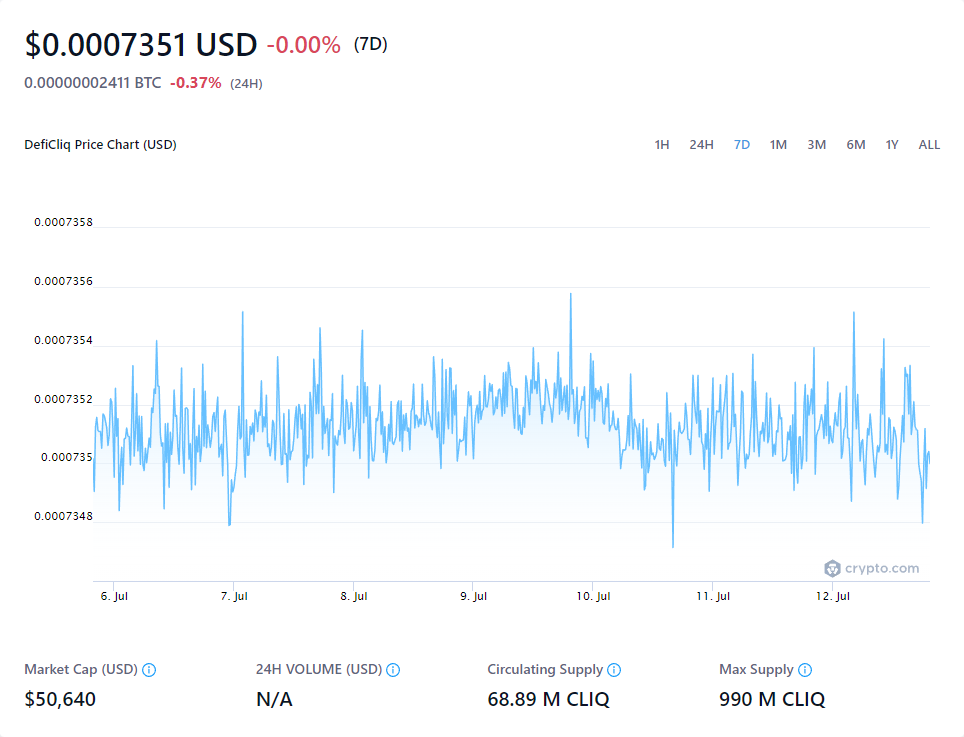 $0.0007351 USD -0.00% (7D)
0.00000002411 BTC -0.37% (24H)
DefiCliq Price Chart (USD) 1H 24H 7D 1M 3M 6M 1Y ALL
0.0007358
0.0007356
0.0007354
0.0007352
0.000735
0.0007348
crypto.com
6. Jul 7. Jul 8. Jul 9. Jul 10. Jul 11. Jul 12. Jul
Market Cap (USD) 24H VOLUME (USD) Circulating Supply Max Supply
$50,640 N/A 68.89 M CLIQ 990 M CLIQ